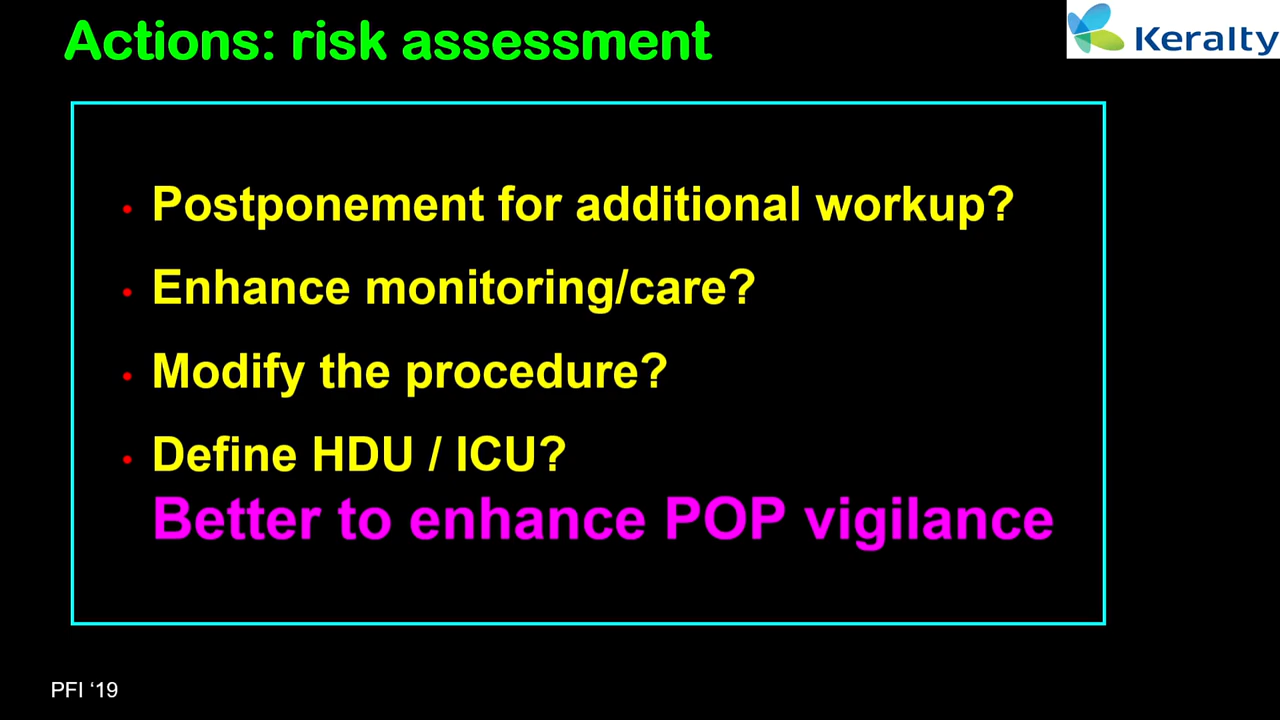 Actions: risk assessment
Keralty
• Postponement for additional workup?
• Enhance monitoring/care?
• Modify the procedure?
• Define HDU / ICU?
Better to enhance POP vigilance
PFI ‘19